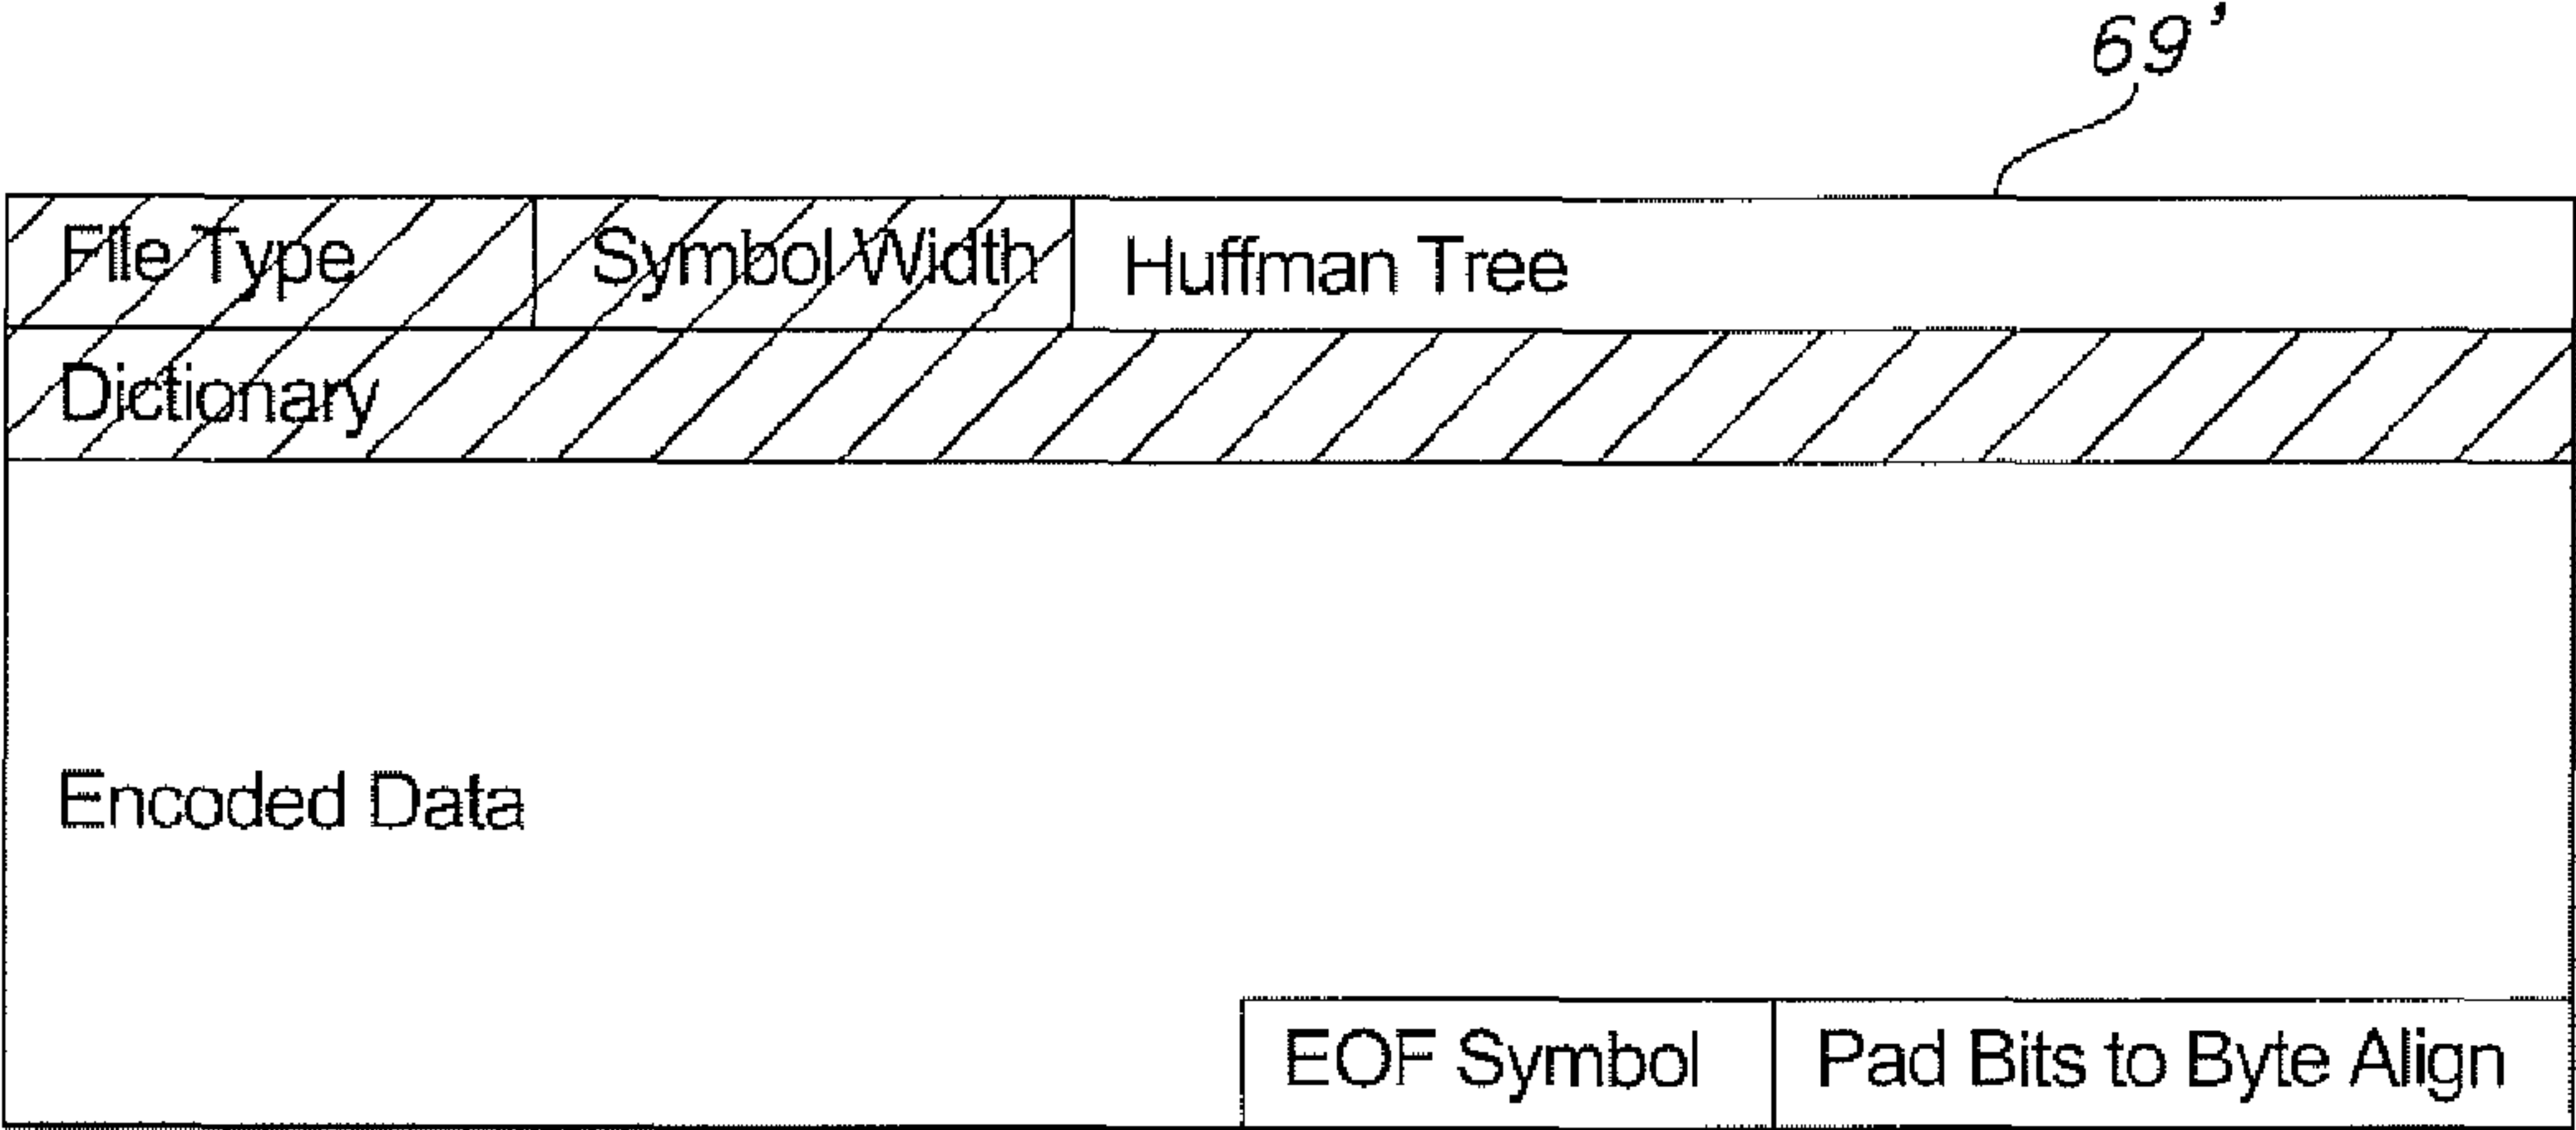 69'
File Type Symbol Width Huffman Tree
Dictionary
Encoded Data
EOF Symbol Pad Bits to Byte Align